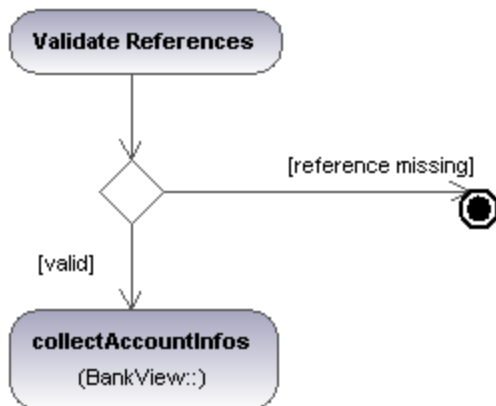 Validate References
[reference missing]
[valid]
collectAccountInfos
(BankView::)